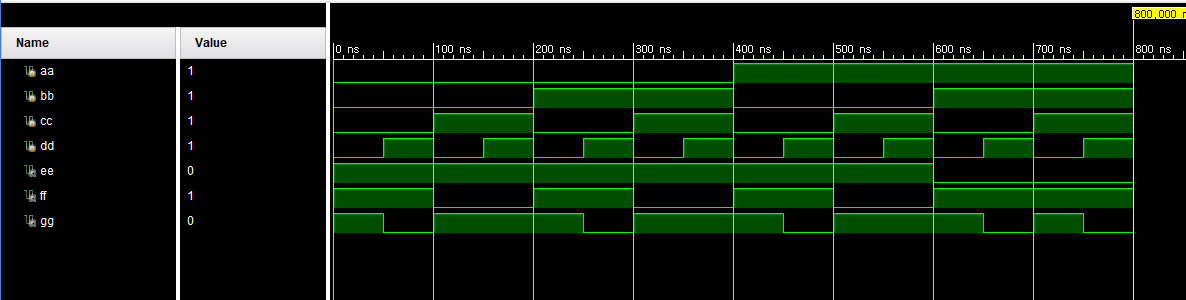 800,000 n
Name Value
0 ns 100 ns 200 ns 300 ns 400 ns 500 ns 600 ns 700 ns 800 ns
aa 1
bb 1
cc 1
dd 1
ee 0
ff 1
gg 0